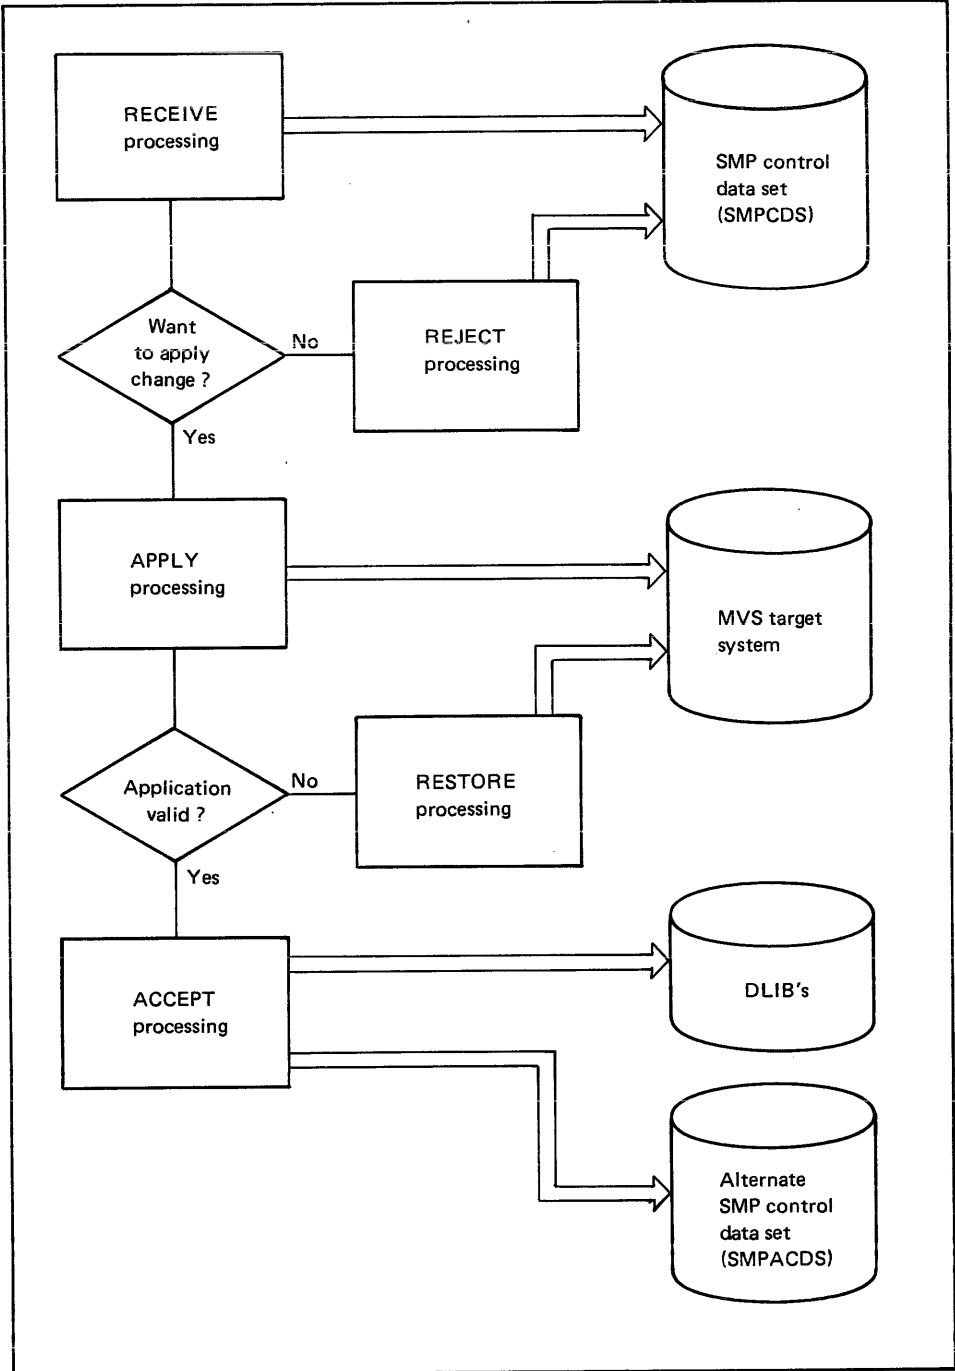 RECEIVE
processing
SMP control
data set
(SMPCDS)
Want
to apply
change ?
No
REJECT
processing
Yes
APPLY
processing
MVS target
system
Application
valid ?
No
RESTORE
processing
Yes
ACCEPT
processing
DLIB's
Alternate
SMP control
data set
(SMPACDS)